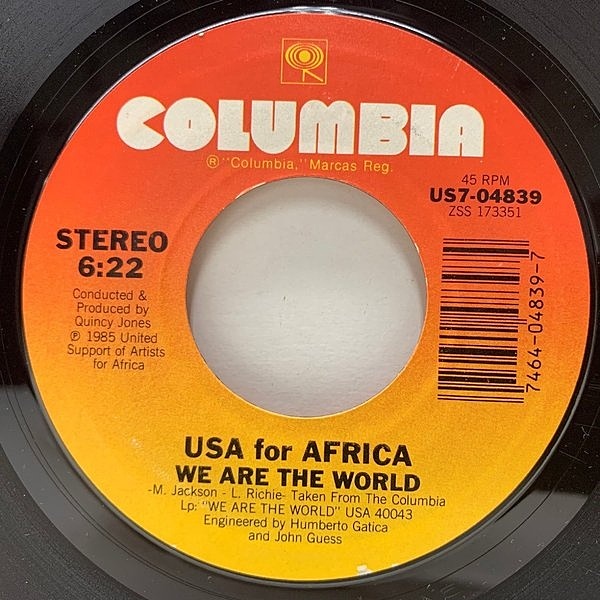 COLUMBIA
® "Columbia," Marcas Reg.
45 RPM
US7-04839
ZSS 173351
STEREO
6:22
Conducted &
Produced by
Quincy Jones
℗ 1985 United
Support of Artists
for Africa
7464-04839-7
USA for AFRICA
WE ARE THE WORLD
-M. Jackson - L. Richie- Taken From The Columbia
Lp: "WE ARE THE WORLD" USA 40043
Engineered by Humberto Gatica
and John Guess